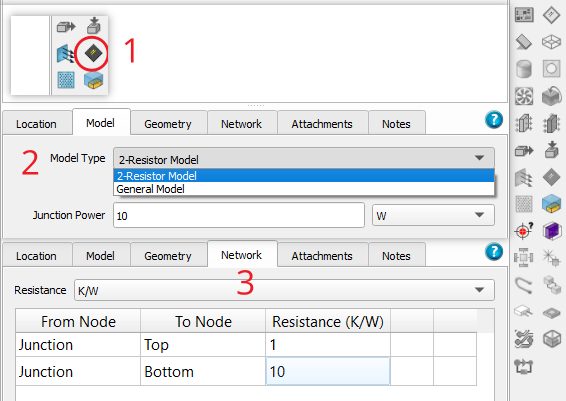 1
Location Model Geometry Network Attachments Notes ?
2
Model Type 2-Resistor Model
2-Resistor Model
General Model
Junction Power 10 W
Location Model Geometry Network Attachments Notes ?
3
Resistance K/W
From Node To Node Resistance (K/W)
Junction Top 1
Junction Bottom 10